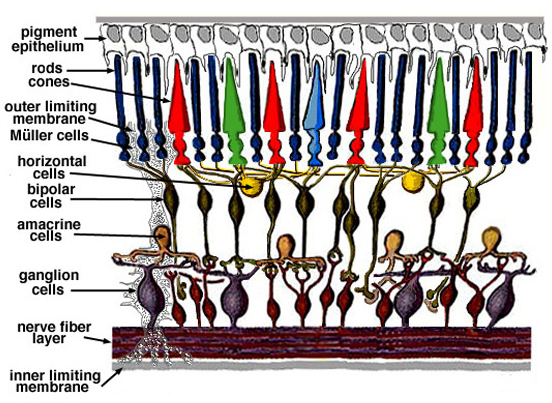 pigment
epithelium
rods
cones
outer limiting
membrane
Müller cells
horizontal
cells
bipolar
cells
amacrine
cells
ganglion
cells
nerve fiber
layer
inner limiting
membrane